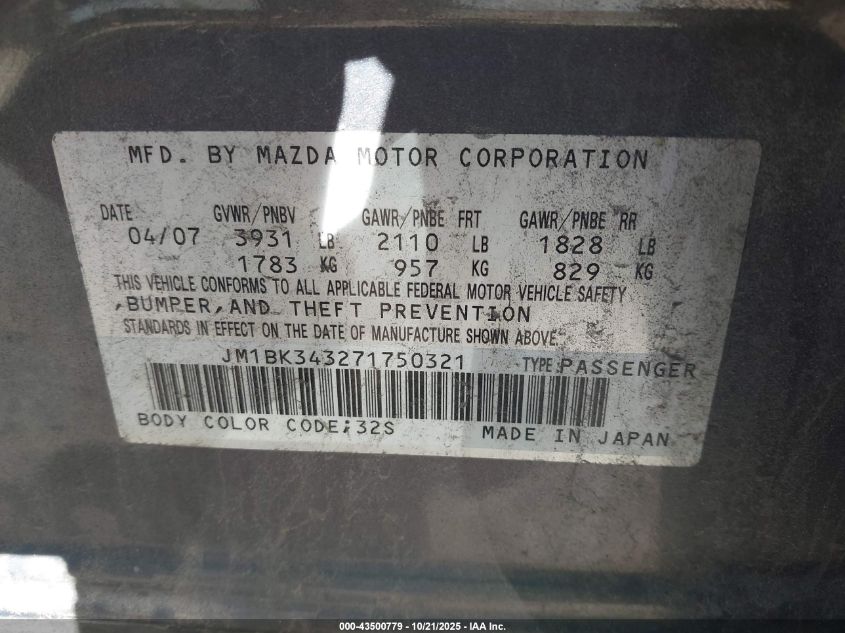 MFD. BY MAZDA MOTOR CORPORATION
DATE GVWR/PNBV GAWR/PNBE FRT GAWR/PNBE RR
04/07 3931 LB 2110 LB 1828 LB
1783 KG 957 KG 829 KG
THIS VEHICLE CONFORMS TO ALL APPLICABLE FEDERAL MOTOR VEHICLE SAFETY
,BUMPER,AND THEFT PREVENTION
STANDARDS IN EFFECT ON THE DATE OF MANUFACTURE SHOWN ABOVE.
JM1BK343271750321 TYPE:PASSENGER
BODY COLOR CODE:32S MADE IN JAPAN
000-43500779 - 10/21/2025 - IAA Inc.